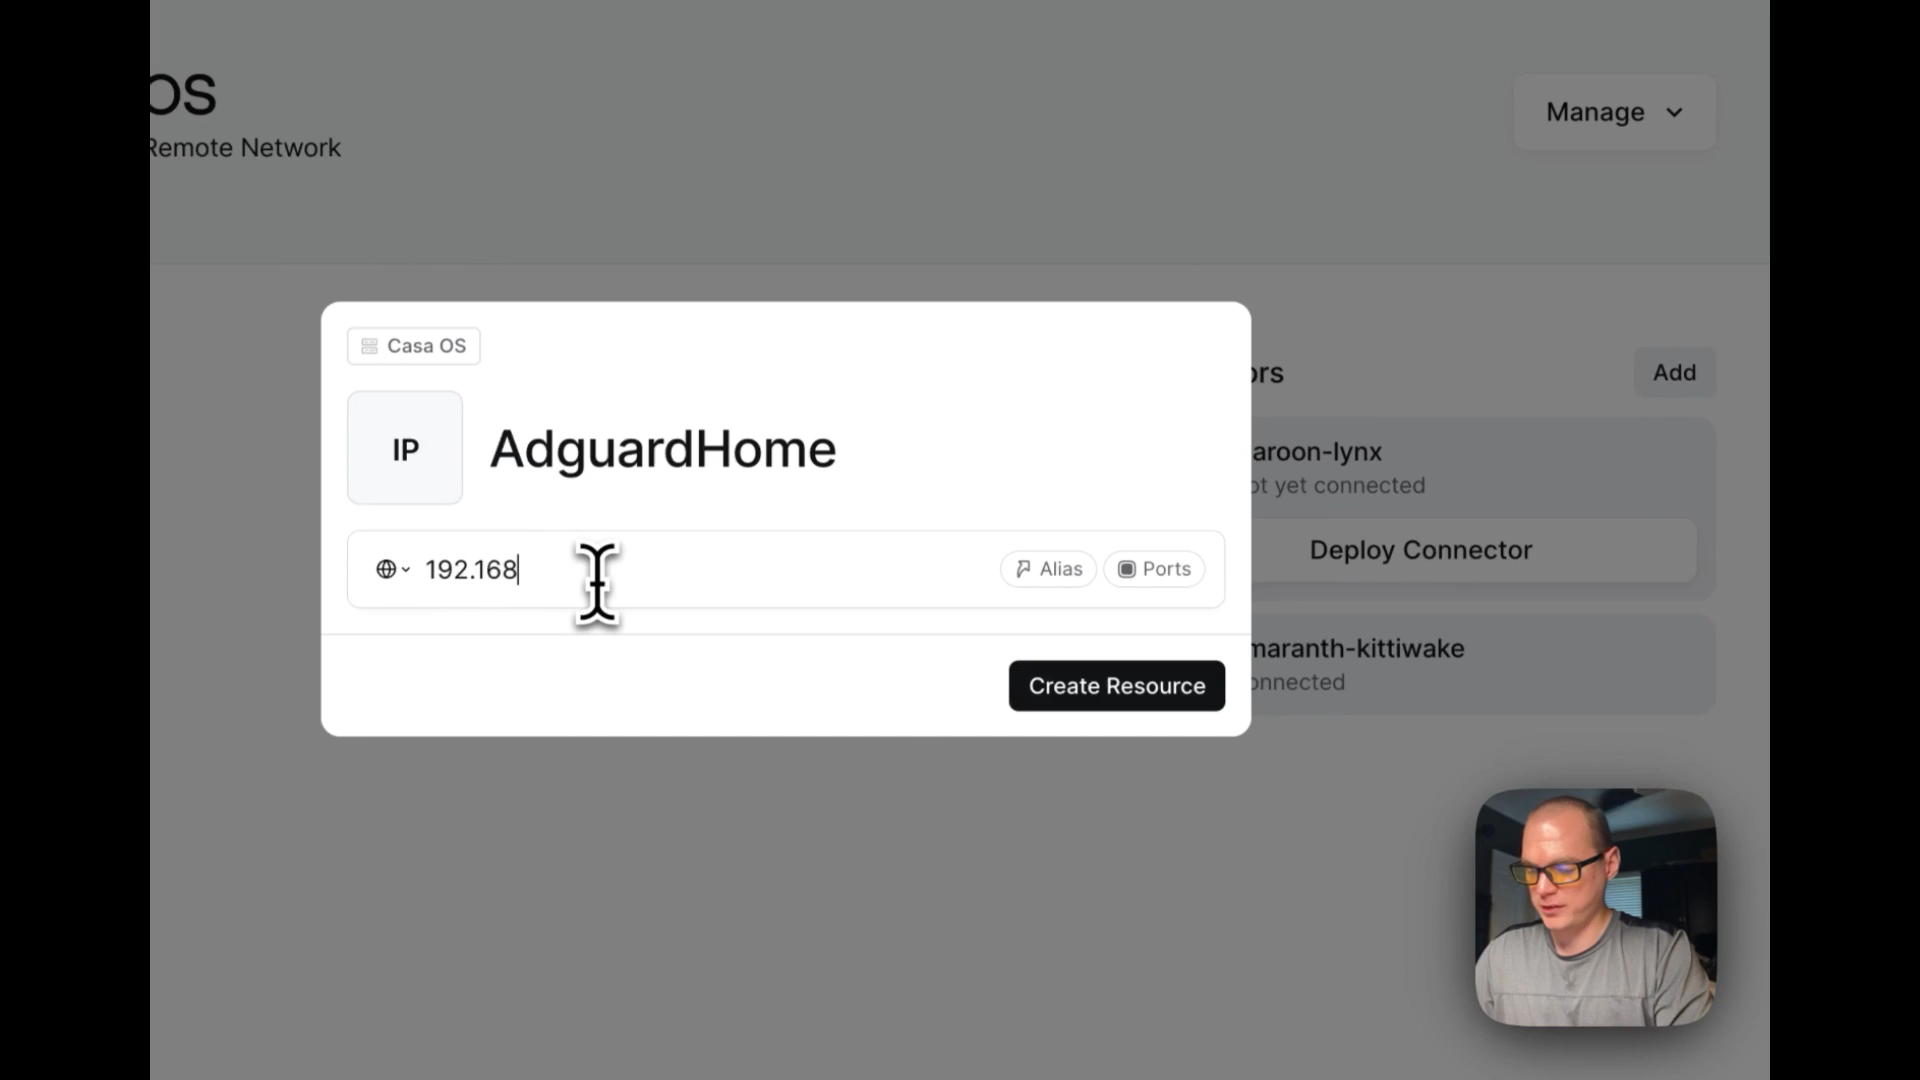 OS
Remote Network
Manage
Casa OS
IP
AdguardHome
192.168
Alias
Ports
Create Resource
ors
Add
aroon-lynx
ot yet connected
Deploy Connector
maranth-kittiwake
onnected